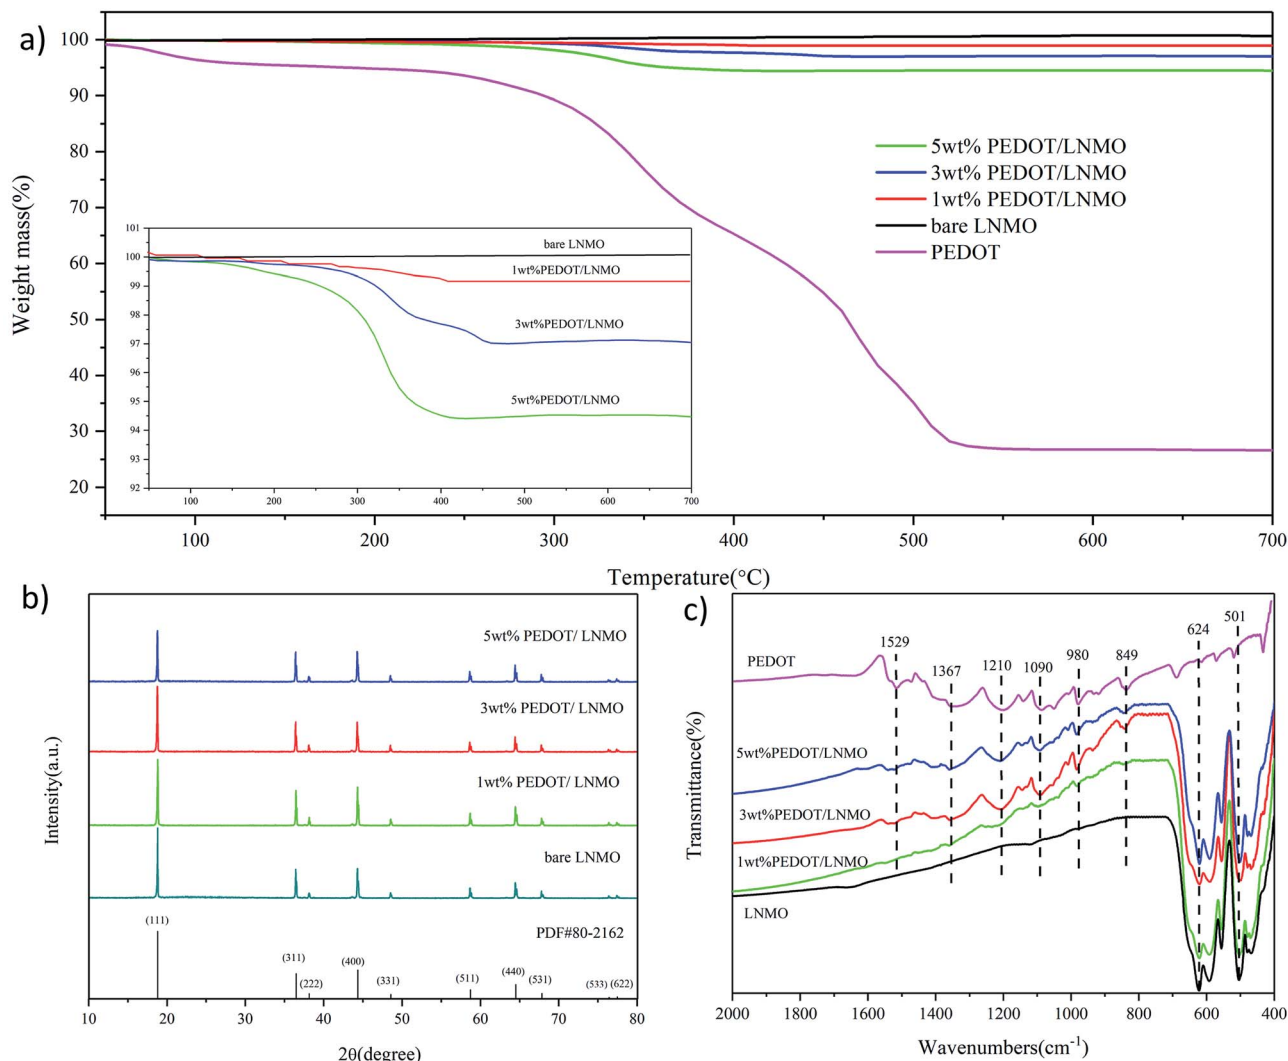 a)
Weight mass(%)
100
90
80
70
60
50
40
30
20
5wt% PEDOT/LNMO
3wt% PEDOT/LNMO
1wt% PEDOT/LNMO
bare LNMO
PEDOT
101
100
99
98
97
96
95
94
93
92
bare LNMO
1wt%PEDOT/LNMO
3wt%PEDOT/LNMO
5wt%PEDOT/LNMO
100 200 300 400 500 600 700
100 200 300 400 500 600 700
Temperature(°C)
b)
Intensity(a.u.)
5wt% PEDOT/ LNMO
3wt% PEDOT/ LNMO
1wt% PEDOT/ LNMO
bare LNMO
PDF#80-2162
(111)
(311)
(222)
(400)
(331)
(511)
(440)
(531)
(533) (622)
10 20 30 40 50 60 70 80
2θ(degree)
c)
Transmittance(%)
1529
1367
1210
1090
980
849
624
501
PEDOT
5wt%PEDOT/LNMO
3wt%PEDOT/LNMO
1wt%PEDOT/LNMO
LNMO
2000 1800 1600 1400 1200 1000 800 600 400
Wavenumbers(cm-1)